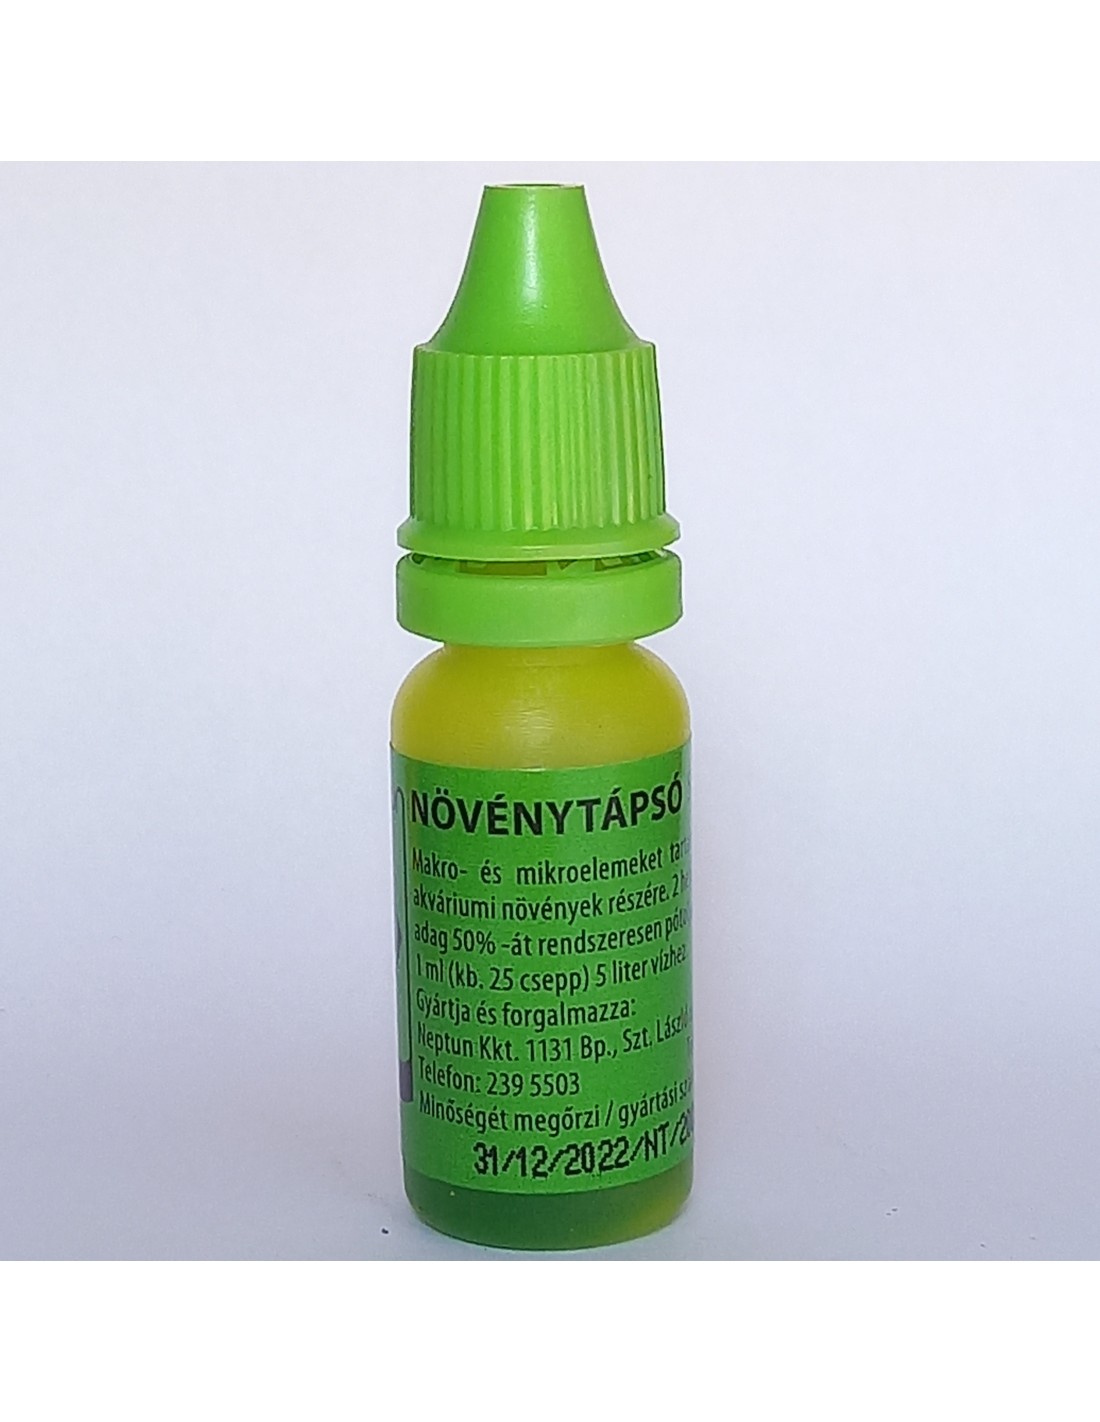 NÖVÉNYTÁPSÓ
Makro- és mikroelemeket
akváriumi növények részére. 2
adag 50% -át rendszeresen
1 ml (kb. 25 csepp) 5 liter vízhez.
Gyártja és forgalmazza:
Neptun Kkt. 1131 Bp., Szt. László
Telefon: 239 5503
Minőségét megőrzi / gyártási
31/12/2022/NT/